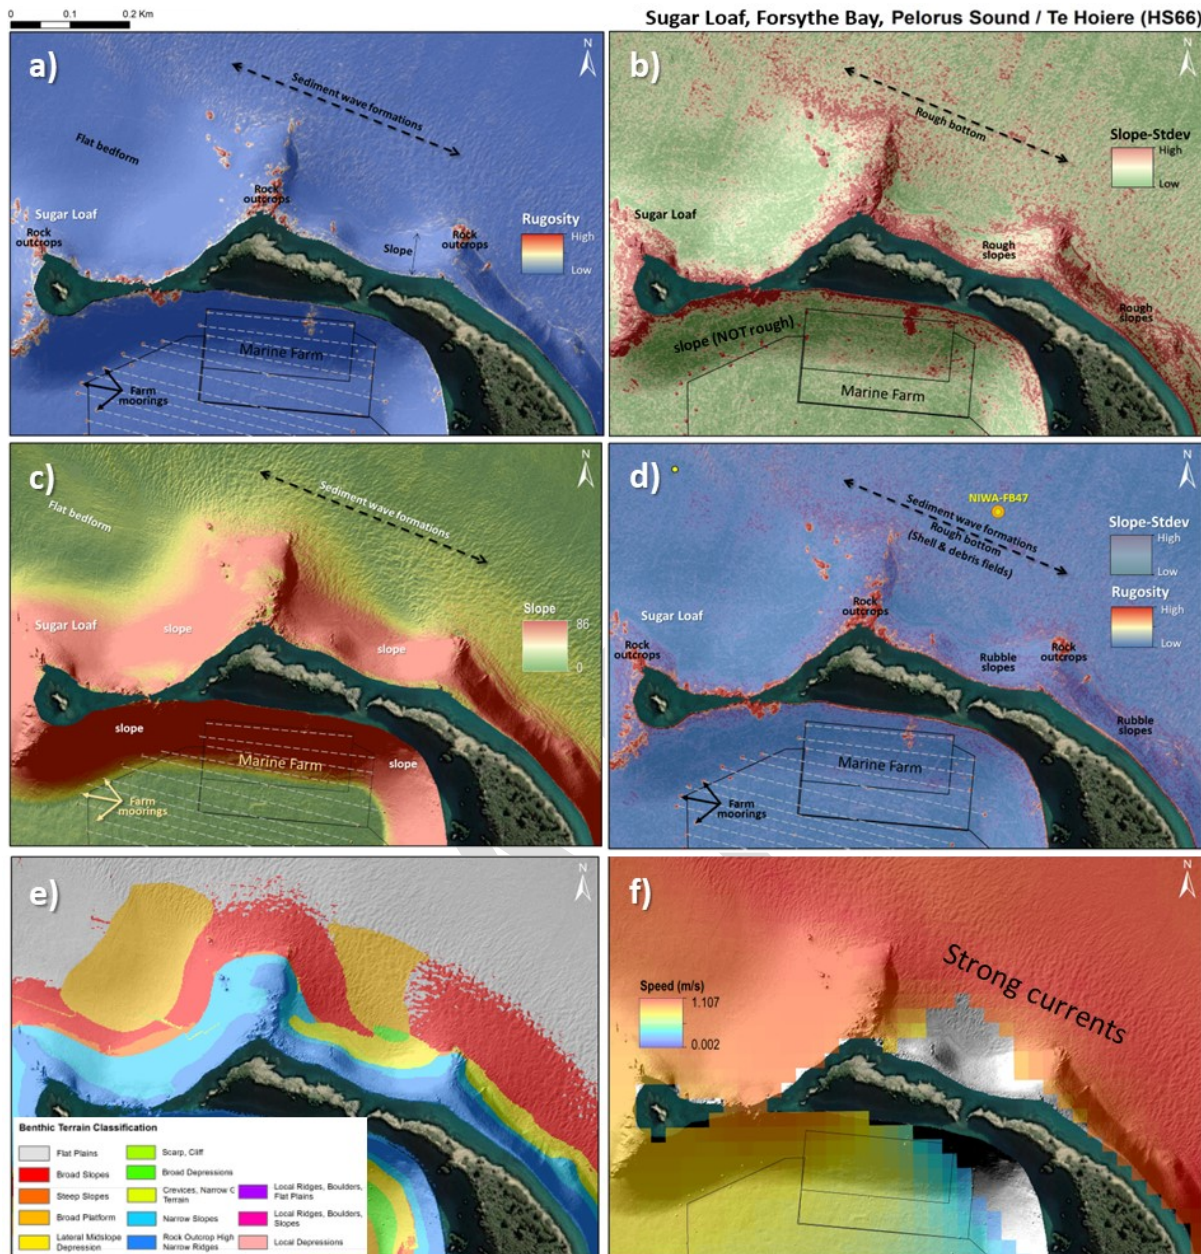 0 0.1 0.2 Km
Sugar Loaf, Forsythe Bay, Pelorus Sound / Te Hoiere (HS66)
a)
N
Sediment wave formations
Flat bedform
Rock
outcrops
Sugar Loaf
Rock
outcrops
Slope
Rock
outcrops
Rugosity
High
Low
Marine Farm
Farm
moorings
b)
N
Rough bottom
Slope-Stdev
High
Low
Sugar Loaf
Rough
slopes
Rough
slopes
slope (NOT rough)
Marine Farm
c)
N
Sediment wave formations
Flat bedform
Slope
86
0
Sugar Loaf
slope
slope
slope
slope
Marine Farm
Farm
moorings
d)
N
NIWA-FB47
Sediment wave formations
Rough bottom
(Shell & debris fields)
Slope-Stdev
High
Low
Rugosity
High
Low
Rock
outcrops
Sugar Loaf
Rock
outcrops
Rubble
slopes
Rock
outcrops
Rubble
slopes
Marine Farm
Farm
moorings
e)
N
Benthic Terrain Classification
Flat Plains
Broad Slopes
Steep Slopes
Broad Platform
Lateral Midslope
Depression
Scarp, Cliff
Broad Depressions
Crevices, Narrow G
Terrain
Narrow Slopes
Rock Outcrop High
Narrow Ridges
Local Ridges, Boulders,
Flat Plains
Local Ridges, Boulders,
Slopes
Local Depressions
f)
N
Strong currents
Speed (m/s)
1.107
0.002